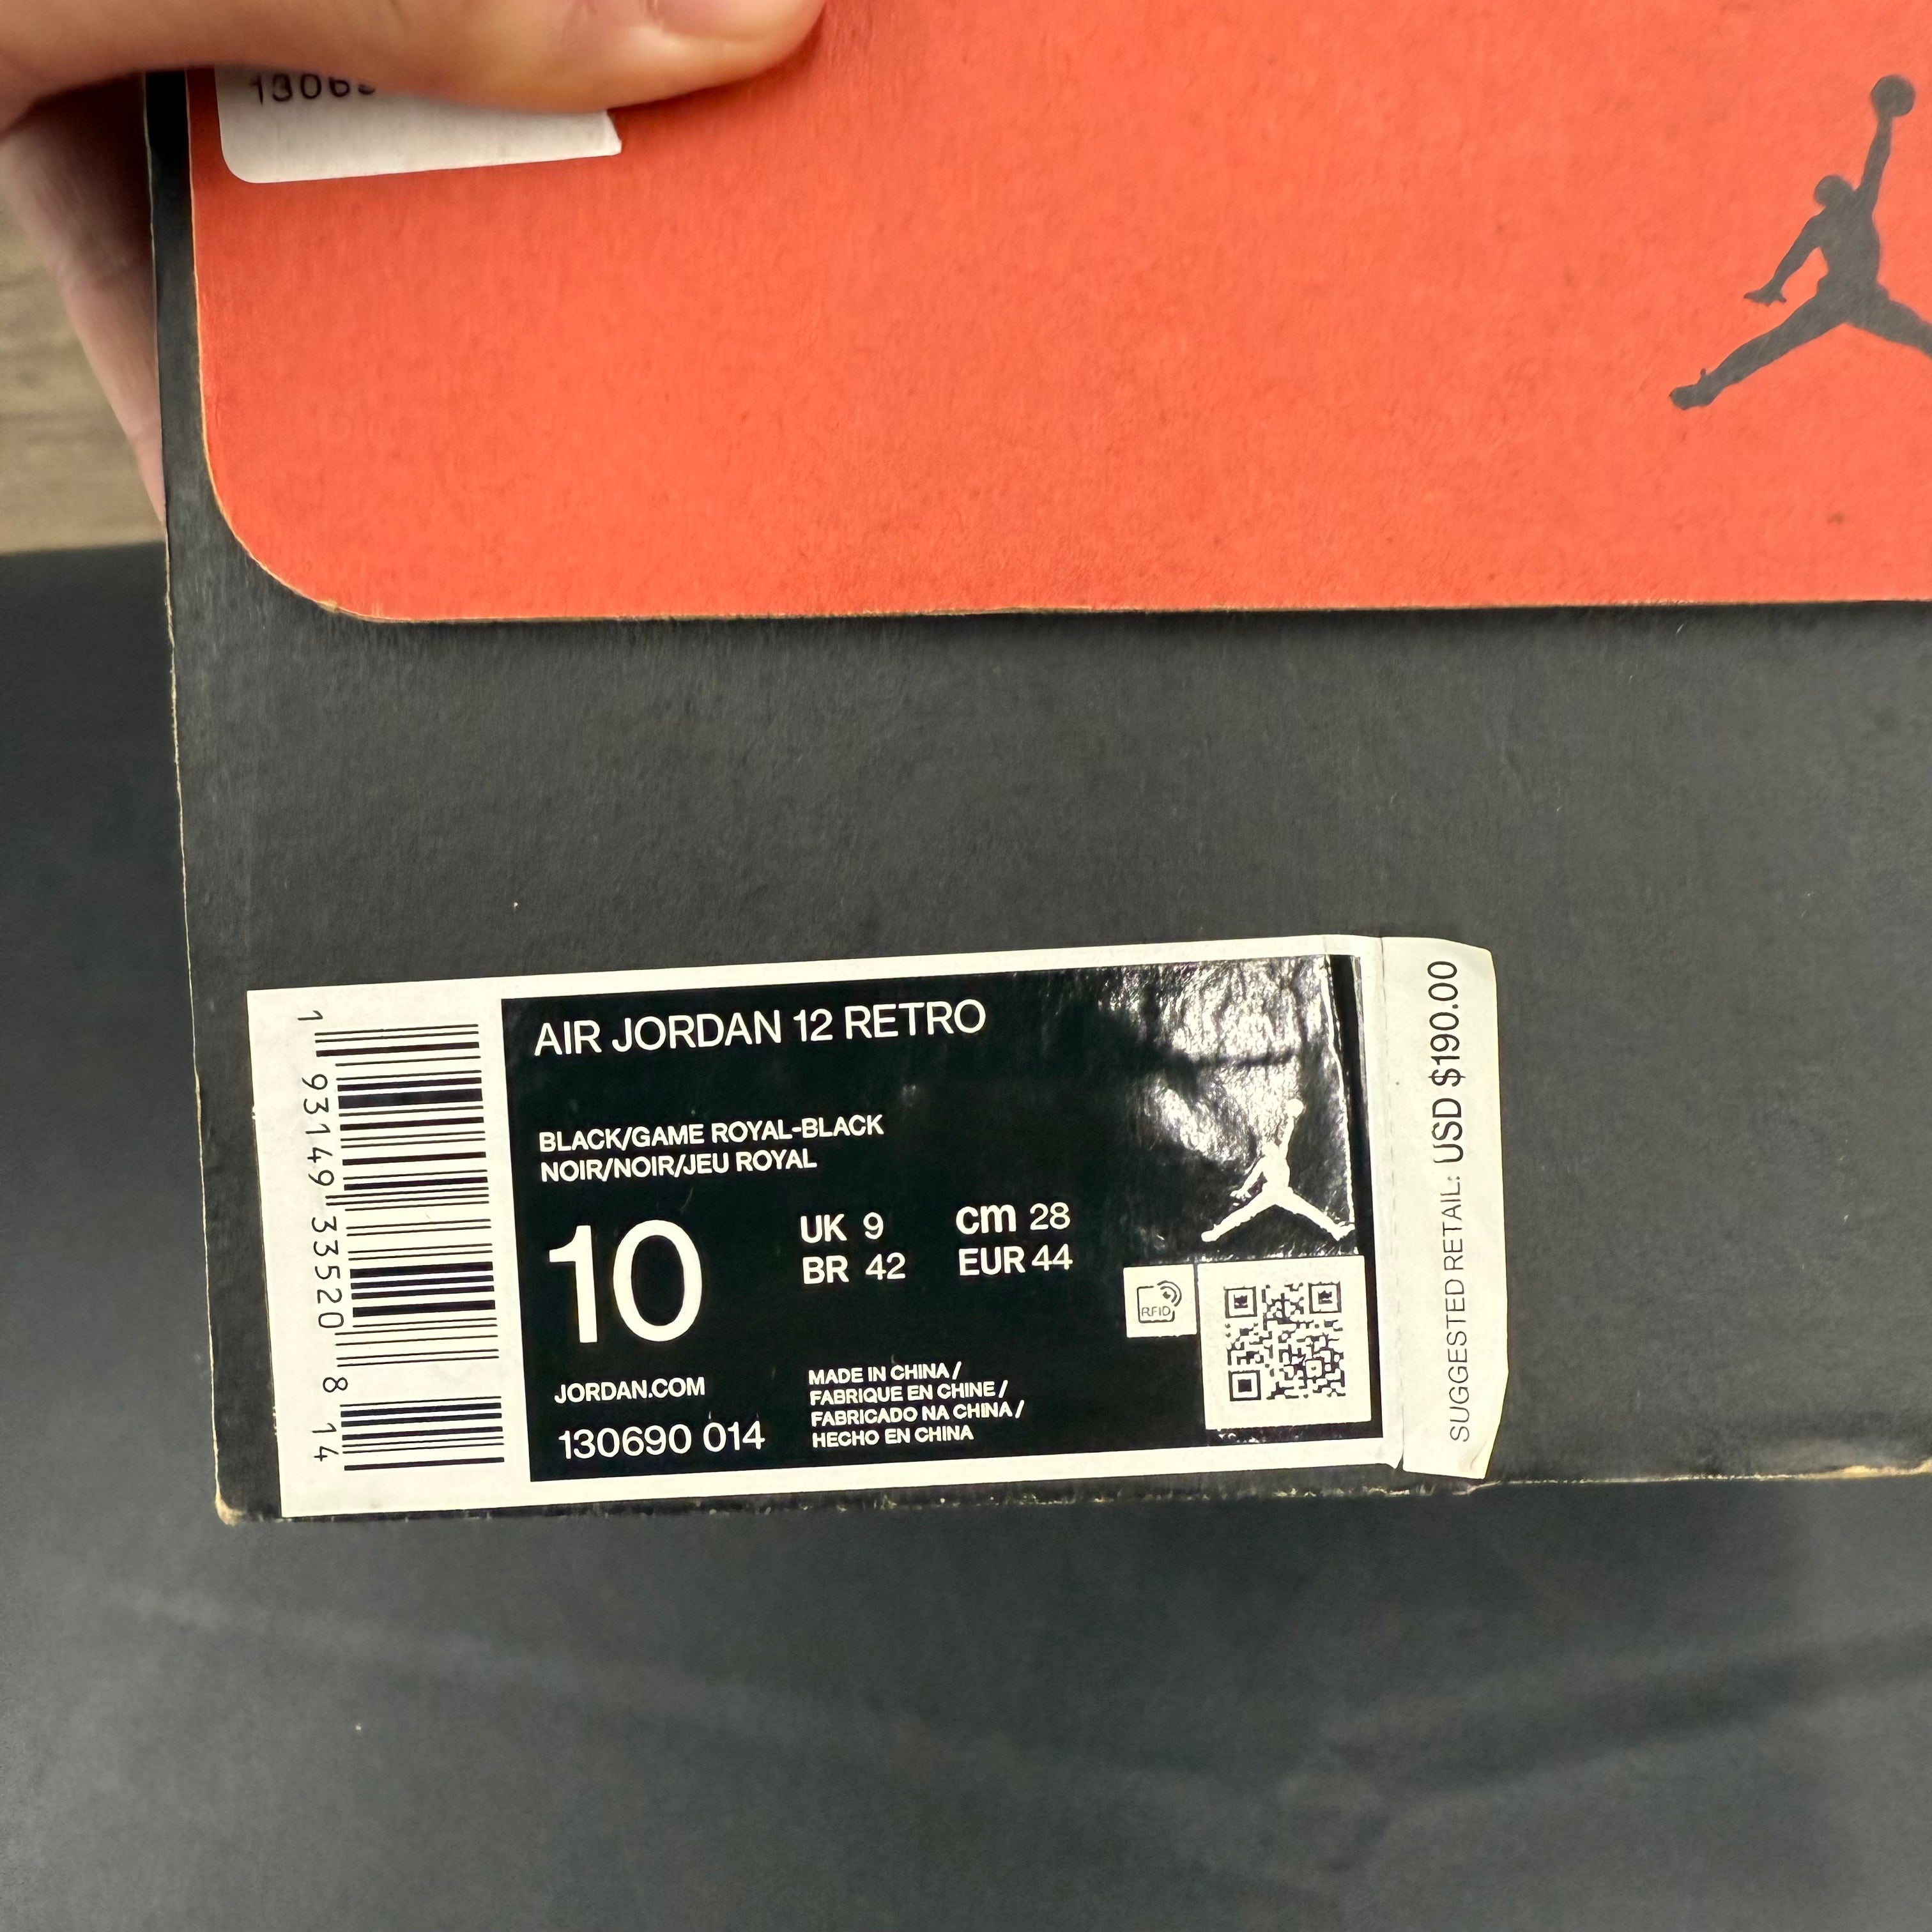 AIR JORDAN 12 RETRO
BLACK/GAME ROYAL-BLACK
NOIR/NOIR/JEU ROYAL
10
UK 9
cm 28
BR 42
EUR 44
JORDAN.COM
130690 014
MADE IN CHINA /
FABRIQUE EN CHINE /
FABRICADO NA CHINA /
HECHO EN CHINA
RFID
1 93149 33520 8 14
SUGGESTED RETAIL: USD $190.00